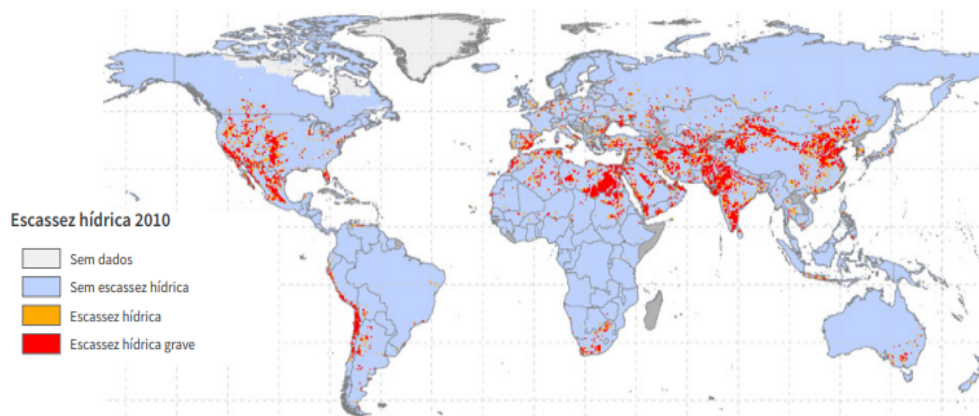 Escassez hídrica 2010
Sem dados
Sem escassez hídrica
Escassez hídrica
Escassez hídrica grave